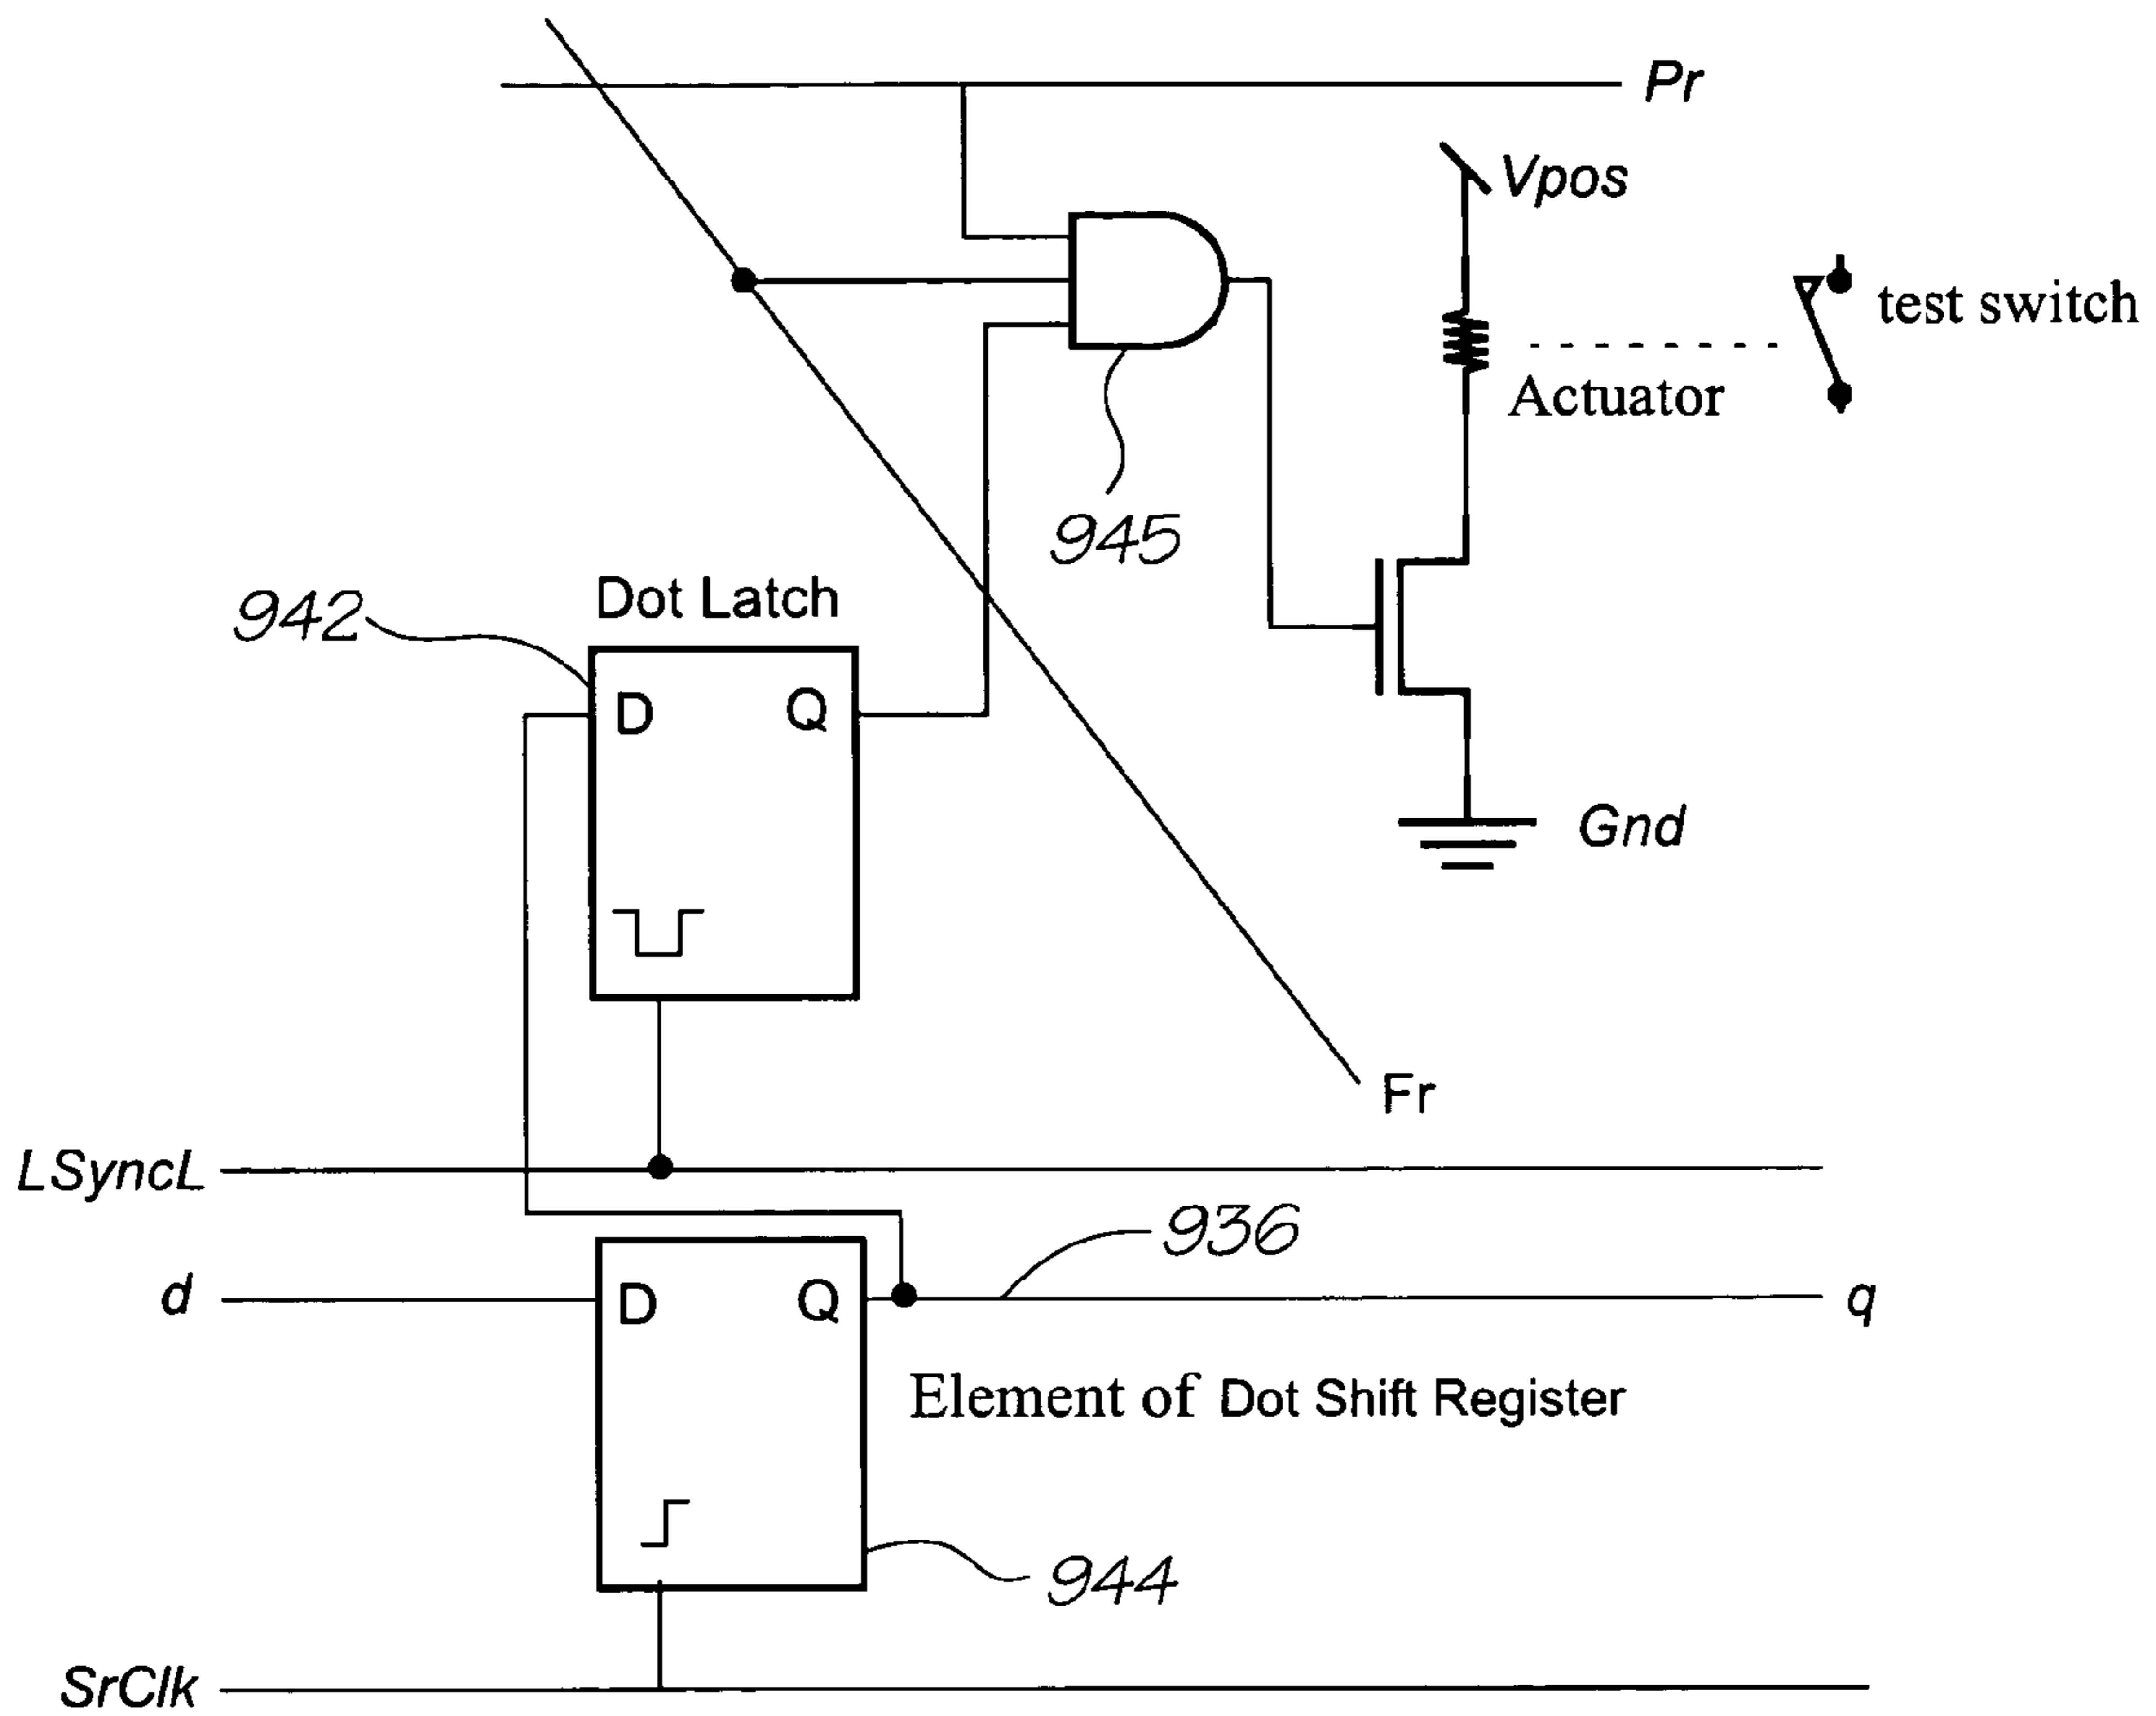 Pr
Vpos
test switch
Actuator
945
942
Dot Latch
D Q
Gnd
Fr
LSyncL
936
d
D Q
q
Element of Dot Shift Register
944
SrClk